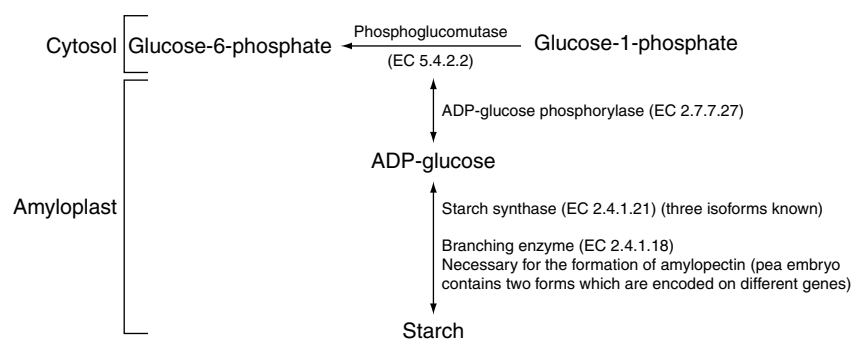 Phosphoglucomutase
Cytosol Glucose-6-phosphate Glucose-1-phosphate
(EC 5.4.2.2)
ADP-glucose phosphorylase (EC 2.7.7.27)
ADP-glucose
Amyloplast
Starch synthase (EC 2.4.1.21) (three isoforms known)
Branching enzyme (EC 2.4.1.18)
Necessary for the formation of amylopectin (pea embryo
contains two forms which are encoded on different genes)
Starch